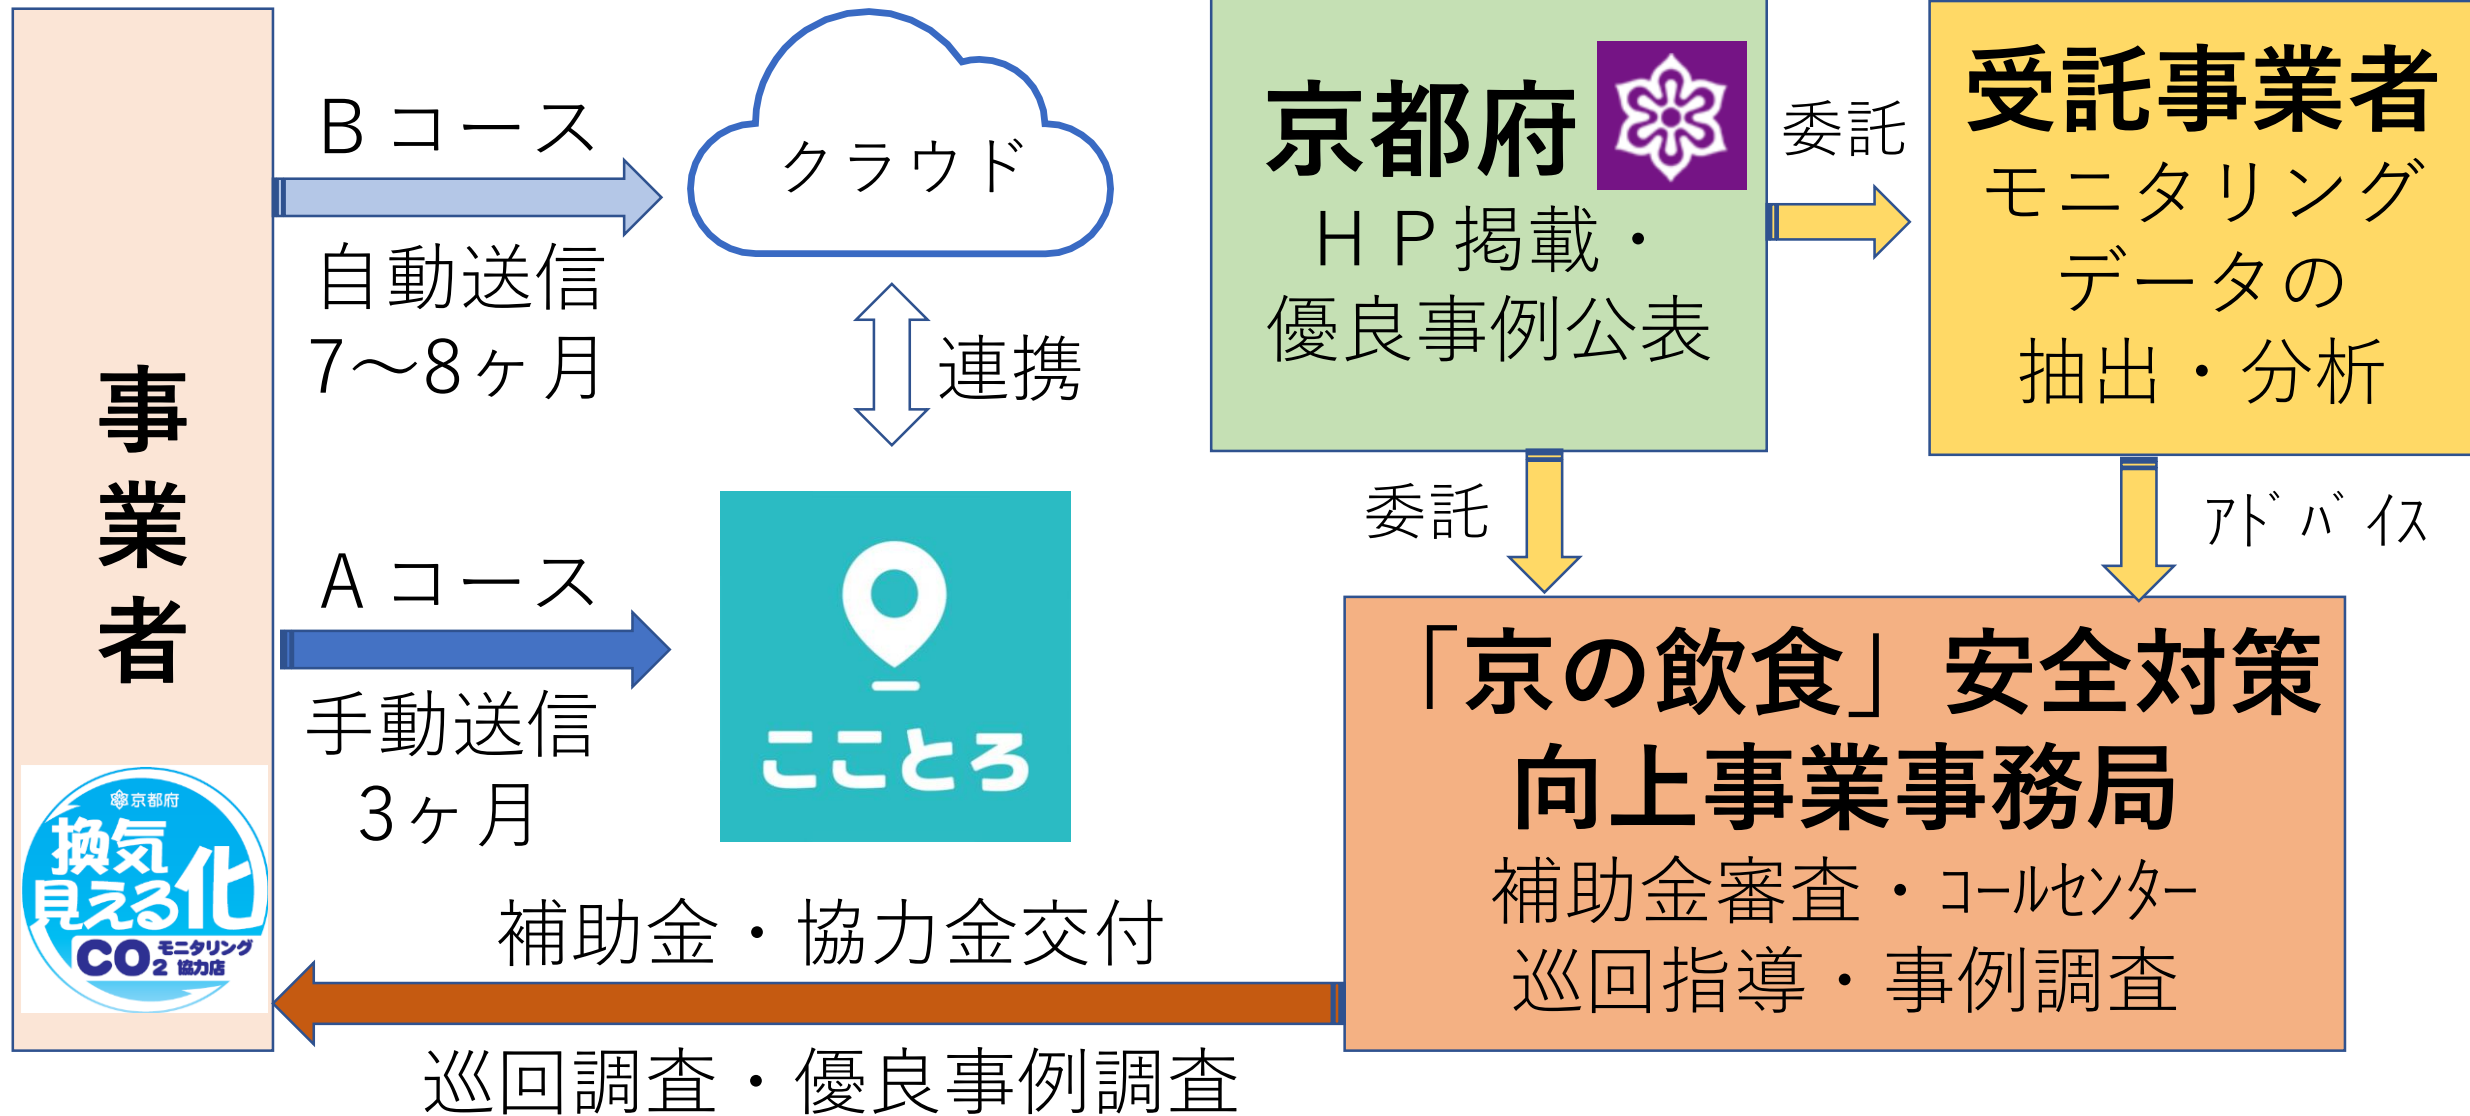 事業者
京都府
換気
見える化
CO2 モニタリング
協力店
Bコース
自動送信
7〜8ヶ月
クラウド
連携
Aコース
手動送信
3ヶ月
こことろ
京都府
ＨＰ掲載・
優良事例公表
委託
受託事業者
モニタリング
データの
抽出・分析
委託
ｱﾄﾞﾊﾞｲｽ
「京の飲食」安全対策
向上事業事務局
補助金審査・ｺｰﾙｾﾝﾀｰ
巡回指導・事例調査
補助金・協力金交付
巡回調査・優良事例調査